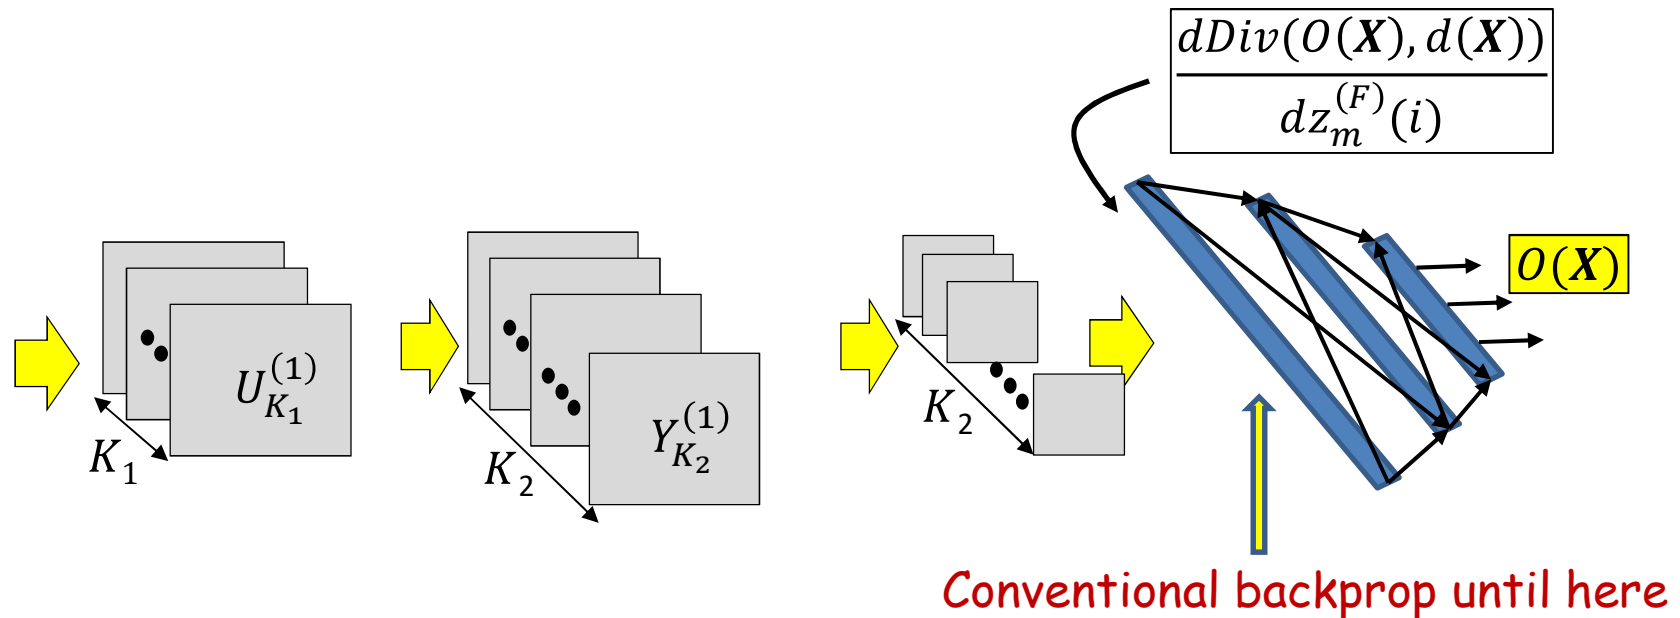 dDiv(O(X), d(X))
dz_m^{(F)}(i)
O(X)
U_{K_1}^{(1)}
K_1
Y_{K_2}^{(1)}
K_2
K_2
Conventional backprop until here